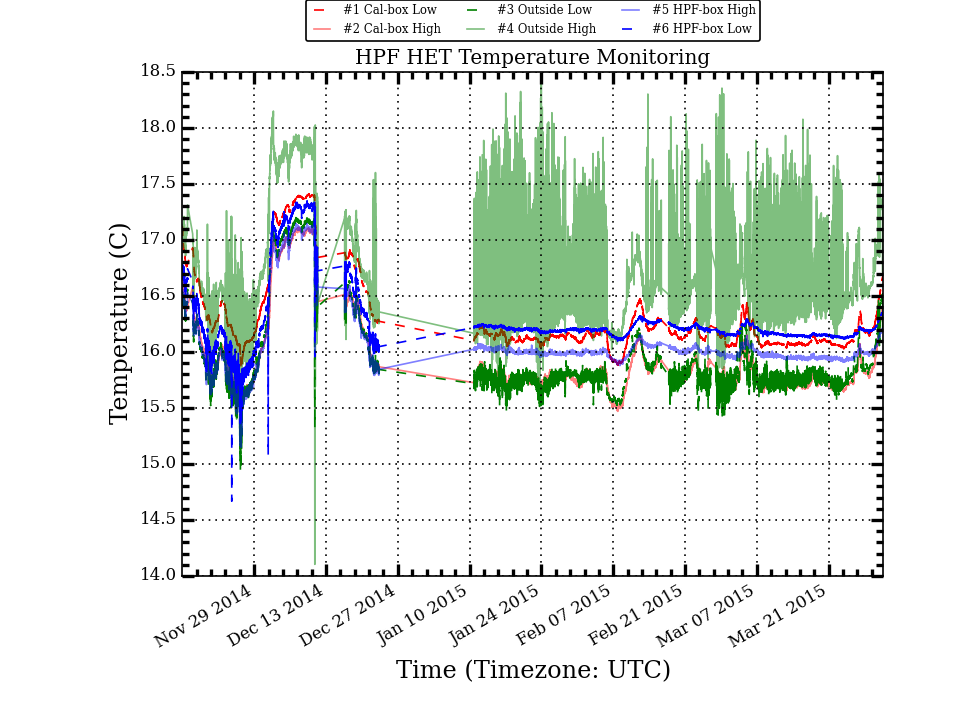 #1 Cal-box Low #3 Outside Low #5 HPF-box High
#2 Cal-box High #4 Outside High #6 HPF-box Low
HPF HET Temperature Monitoring
18.5
18.0
17.5
17.0
16.5
16.0
15.5
15.0
14.5
14.0
Temperature (C)
Nov 29 2014
Dec 13 2014
Dec 27 2014
Jan 10 2015
Jan 24 2015
Feb 07 2015
Feb 21 2015
Mar 07 2015
Mar 21 2015
Time (Timezone: UTC)